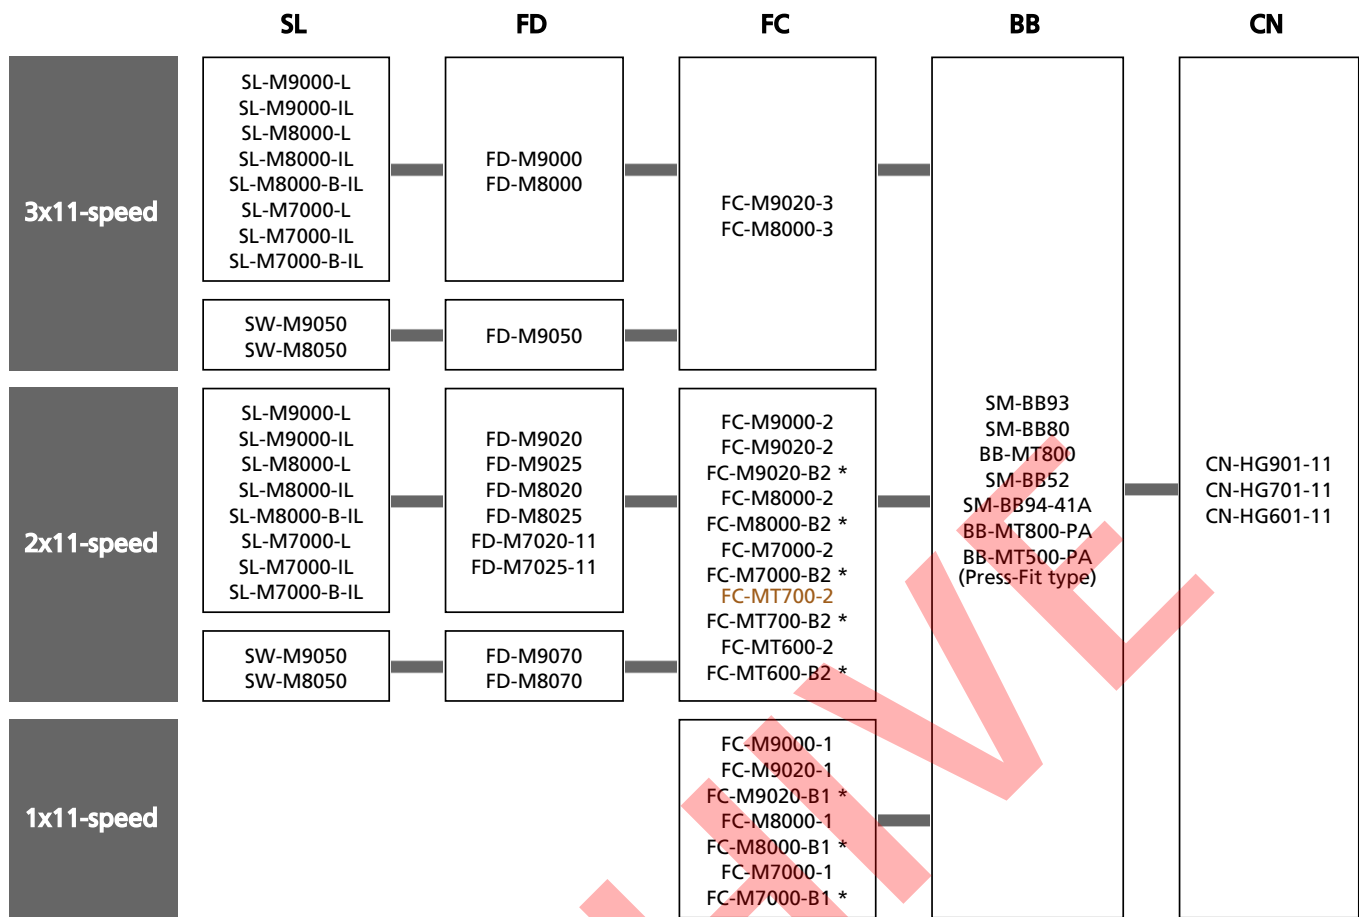 SL FD FC BB CN
3x11-speed
SL-M9000-L
SL-M9000-IL
SL-M8000-L
SL-M8000-IL
SL-M8000-B-IL
SL-M7000-L
SL-M7000-IL
SL-M7000-B-IL
FD-M9000
FD-M8000
SW-M9050
SW-M8050
FD-M9050
FC-M9020-3
FC-M8000-3
2x11-speed
SL-M9000-L
SL-M9000-IL
SL-M8000-L
SL-M8000-IL
SL-M8000-B-IL
SL-M7000-L
SL-M7000-IL
SL-M7000-B-IL
FD-M9020
FD-M9025
FD-M8020
FD-M8025
FD-M7020-11
FD-M7025-11
SW-M9050
SW-M8050
FD-M9070
FD-M8070
FC-M9000-2
FC-M9020-2
FC-M9020-B2 *
FC-M8000-2
FC-M8000-B2 *
FC-M7000-2
FC-M7000-B2 *
FC-MT700-2
FC-MT700-B2 *
FC-MT600-2
FC-MT600-B2 *
1x11-speed
FC-M9000-1
FC-M9020-1
FC-M9020-B1 *
FC-M8000-1
FC-M8000-B1 *
FC-M7000-1
FC-M7000-B1 *
SM-BB93
SM-BB80
BB-MT800
SM-BB52
SM-BB94-41A
BB-MT800-PA
BB-MT500-PA
(Press-Fit type)
CN-HG901-11
CN-HG701-11
CN-HG601-11
HIVE